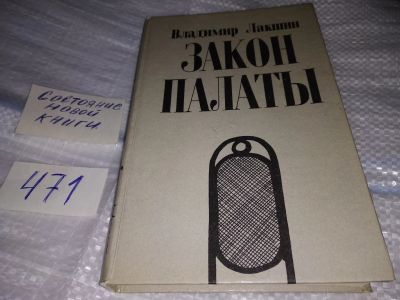 Владимир Лакшин
ЗАКОН
ПАЛАТЫ
Состояние
новой
книги
471